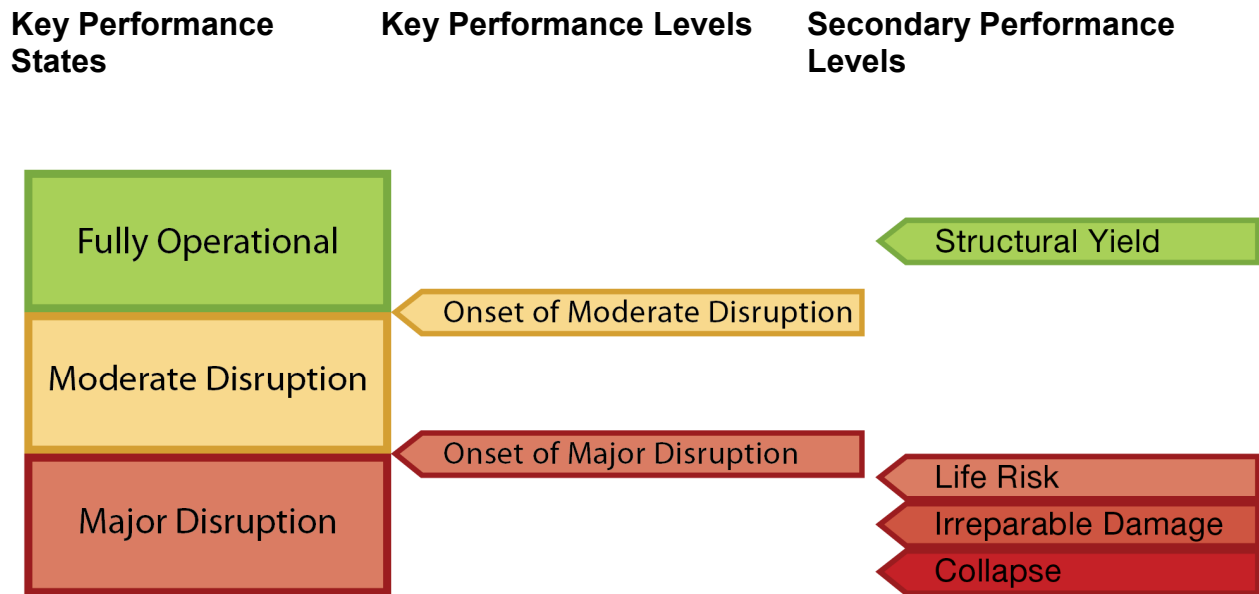 Key Performance
States
Key Performance Levels
Secondary Performance
Levels
Fully Operational
Structural Yield
Onset of Moderate Disruption
Moderate Disruption
Onset of Major Disruption
Life Risk
Major Disruption
Irreparable Damage
Collapse